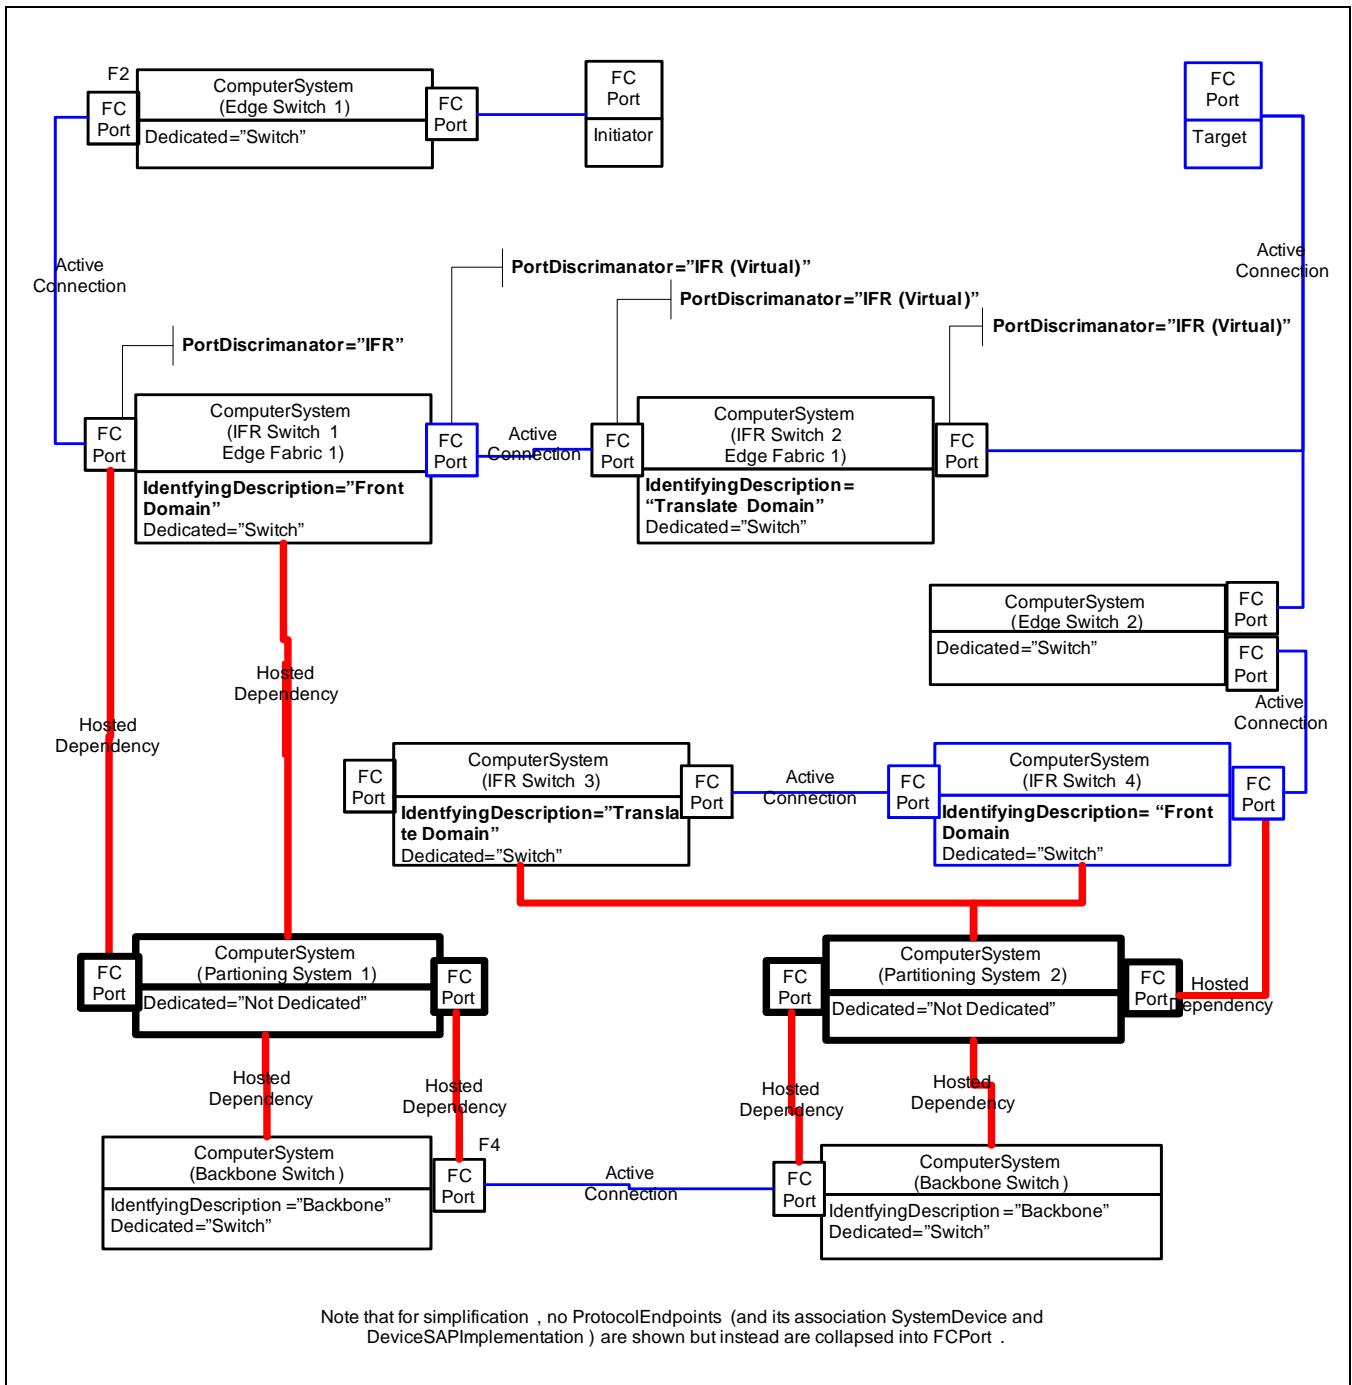 F2
ComputerSystem
(Edge Switch 1)
Dedicated="Switch"
FC
Port
FC
Port
FC
Port
Initiator
FC
Port
Target
Active
Connection
Active
Connection
PortDiscrimanator="IFR (Virtual)"
PortDiscrimanator="IFR (Virtual)"
PortDiscrimanator="IFR (Virtual)"
PortDiscrimanator="IFR"
FC
Port
ComputerSystem
(IFR Switch 1
Edge Fabric 1)
IdentfyingDescription="Front
Domain"
Dedicated="Switch"
FC
Port
Active
Connection
FC
Port
ComputerSystem
(IFR Switch 2
Edge Fabric 1)
IdentifyingDescription=
“Translate Domain”
Dedicated=”Switch”
FC
Port
ComputerSystem
(Edge Switch 2)
Dedicated=”Switch”
FC
Port
FC
Port
Active
Connection
Hosted
Dependency
Hosted
Dependency
FC
Port
ComputerSystem
(IFR Switch 3)
IdentfyingDescription=”Transla
te Domain”
Dedicated=”Switch”
FC
Port
Active
Connection
FC
Port
ComputerSystem
(IFR Switch 4)
IdentifyingDescription= “Front
Domain
Dedicated=”Switch”
FC
Port
FC
Port
ComputerSystem
(Partioning System 1)
Dedicated=”Not Dedicated”
FC
Port
FC
Port
ComputerSystem
(Partitioning System 2)
Dedicated=”Not Dedicated”
FC
Port
Hosted
Dependency
Hosted
Dependency
Hosted
Dependency
Hosted
Dependency
Hosted
Dependency
ComputerSystem
(Backbone Switch)
IdentfyingDescription =”Backbone”
Dedicated=”Switch”
F4
FC
Port
Active
Connection
FC
Port
ComputerSystem
(Backbone Switch)
IdentfyingDescription =”Backbone”
Dedicated=”Switch”
Note that for simplification , no ProtocolEndpoints (and its association SystemDevice and
DeviceSAPImplementation ) are shown but instead are collapsed into FCPort .